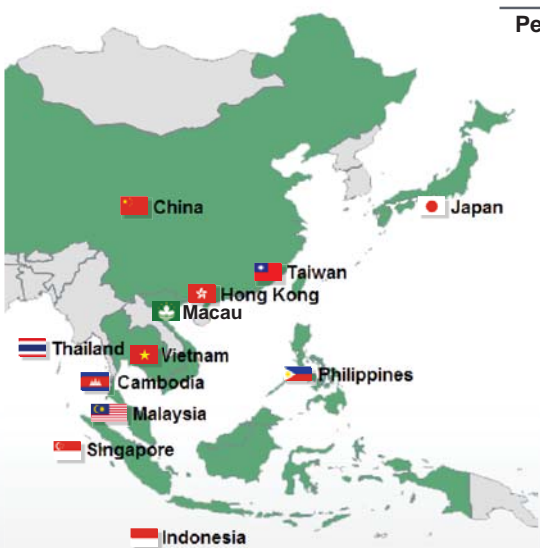 Pe
China
Japan
Taiwan
Hong Kong
Macau
Thailand
Vietnam
Philippines
Cambodia
Malaysia
Singapore
Indonesia